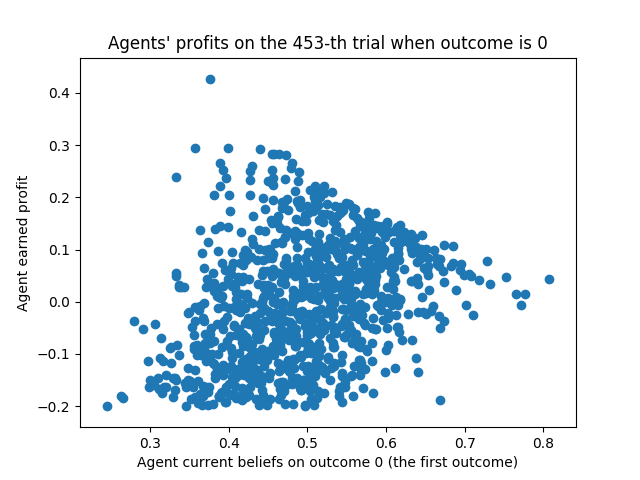 Agents' profits on the 453-th trial when outcome is 0
0.4
0.3
0.2
0.1
0.0
−0.1
−0.2
Agent earned profit
0.3 0.4 0.5 0.6 0.7 0.8
Agent current beliefs on outcome 0 (the first outcome)